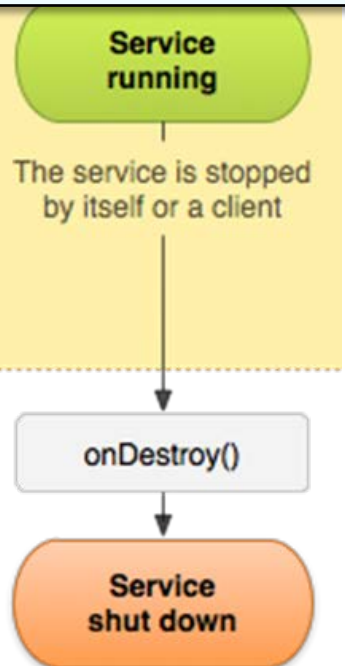 Service
running
The service is stopped
by itself or a client
onDestroy()
Service
shut down